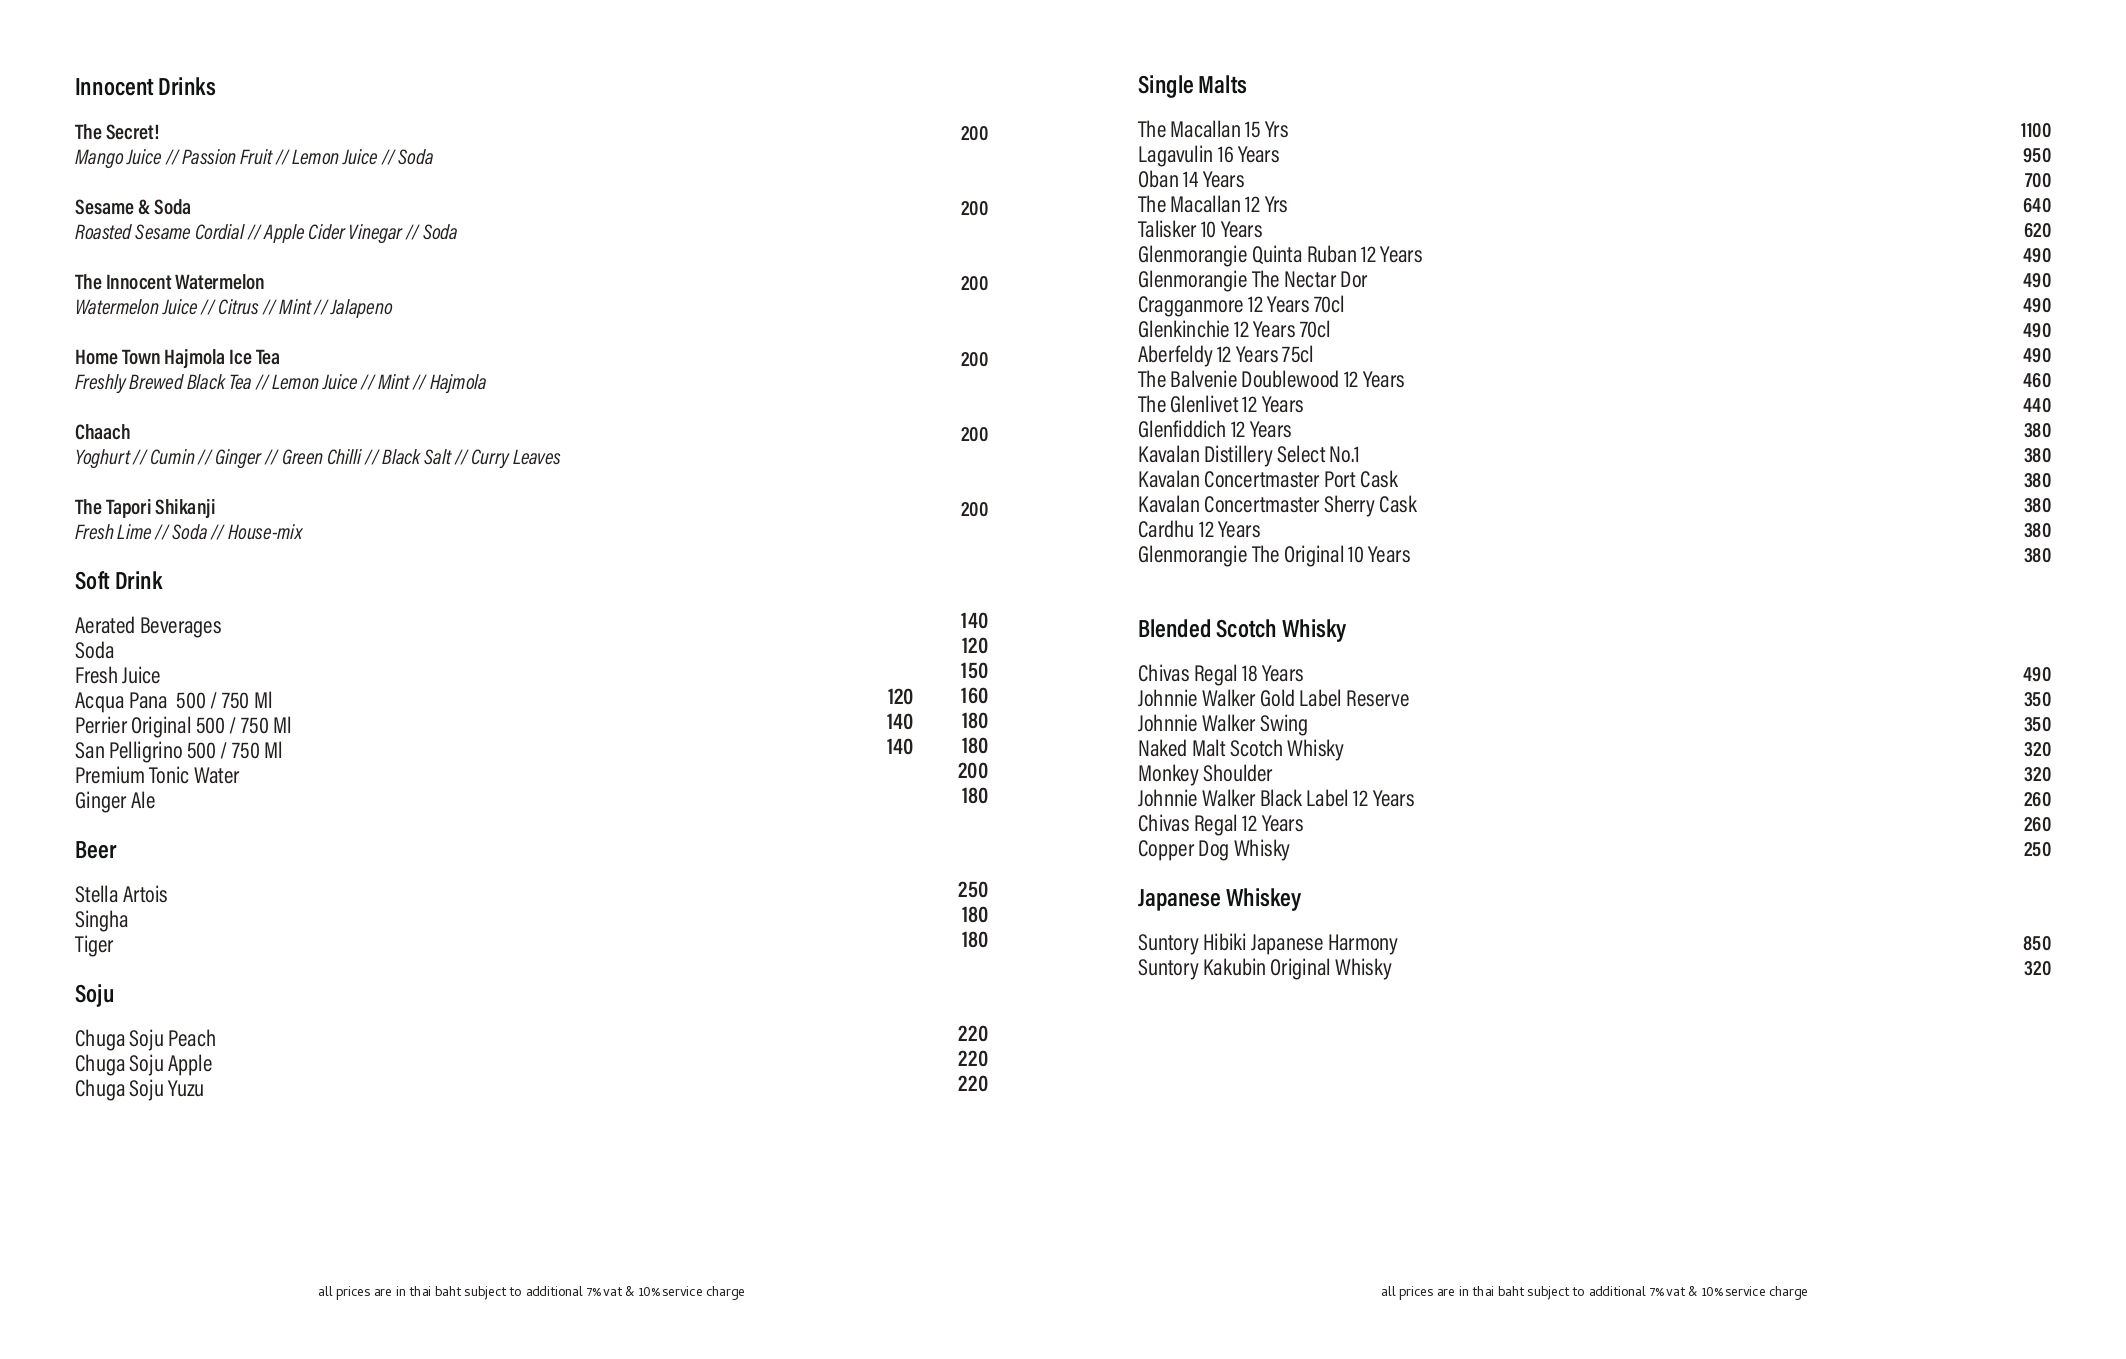 Innocent Drinks
The Secret! 200
Mango Juice // Passion Fruit // Lemon Juice // Soda
Sesame & Soda 200
Roasted Sesame Cordial // Apple Cider Vinegar // Soda
The Innocent Watermelon 200
Watermelon Juice // Citrus // Mint // Jalapeno
Home Town Hajmola Ice Tea 200
Freshly Brewed Black Tea // Lemon Juice // Mint // Hajmola
Chaach 200
Yoghurt // Cumin // Ginger // Green Chilli // Black Salt // Curry Leaves
The Tapori Shikanji 200
Fresh Lime // Soda // House-mix
Soft Drink
Aerated Beverages 140
Soda 120
Fresh Juice 150
Acqua Pana 500 / 750 Ml 120 160
Perrier Original 500 / 750 Ml 140 180
San Pelligrino 500 / 750 Ml 140 180
Premium Tonic Water 200
Ginger Ale 180
Beer
Stella Artois 250
Singha 180
Tiger 180
Soju
Chuga Soju Peach 220
Chuga Soju Apple 220
Chuga Soju Yuzu 220
all prices are in thai baht subject to additional 7% vat & 10% service charge
Single Malts
The Macallan 15 Yrs 1100
Lagavulin 16 Years 950
Oban 14 Years 700
The Macallan 12 Yrs 640
Talisker 10 Years 620
Glenmorangie Quinta Ruban 12 Years 490
Glenmorangie The Nectar Dor 490
Cragganmore 12 Years 70cl 490
Glenkinchie 12 Years 70cl 490
Aberfeldy 12 Years 75cl 490
The Balvenie Doublewood 12 Years 460
The Glenlivet 12 Years 440
Glenfiddich 12 Years 380
Kavalan Distillery Select No.1 380
Kavalan Concertmaster Port Cask 380
Kavalan Concertmaster Sherry Cask 380
Cardhu 12 Years 380
Glenmorangie The Original 10 Years 380
Blended Scotch Whisky
Chivas Regal 18 Years 490
Johnnie Walker Gold Label Reserve 350
Johnnie Walker Swing 350
Naked Malt Scotch Whisky 320
Monkey Shoulder 320
Johnnie Walker Black Label 12 Years 260
Chivas Regal 12 Years 260
Copper Dog Whisky 250
Japanese Whiskey
Suntory Hibiki Japanese Harmony 850
Suntory Kakubin Original Whisky 320
all prices are in thai baht subject to additional 7% vat & 10% service charge